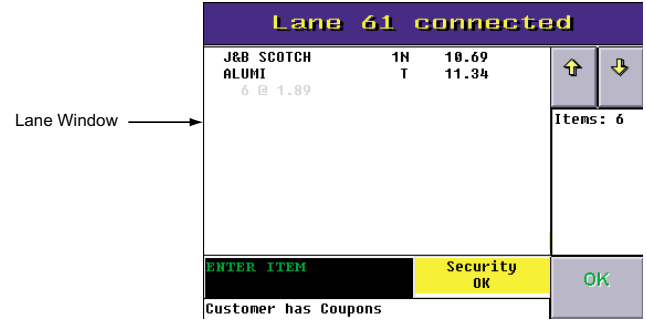 Lane 61 connected
J&B SCOTCH 1N 10.69
ALUMI T 11.34
6 @ 1.89
Lane Window
Items: 6
ENTER ITEM
Security
OK
OK
Customer has Coupons